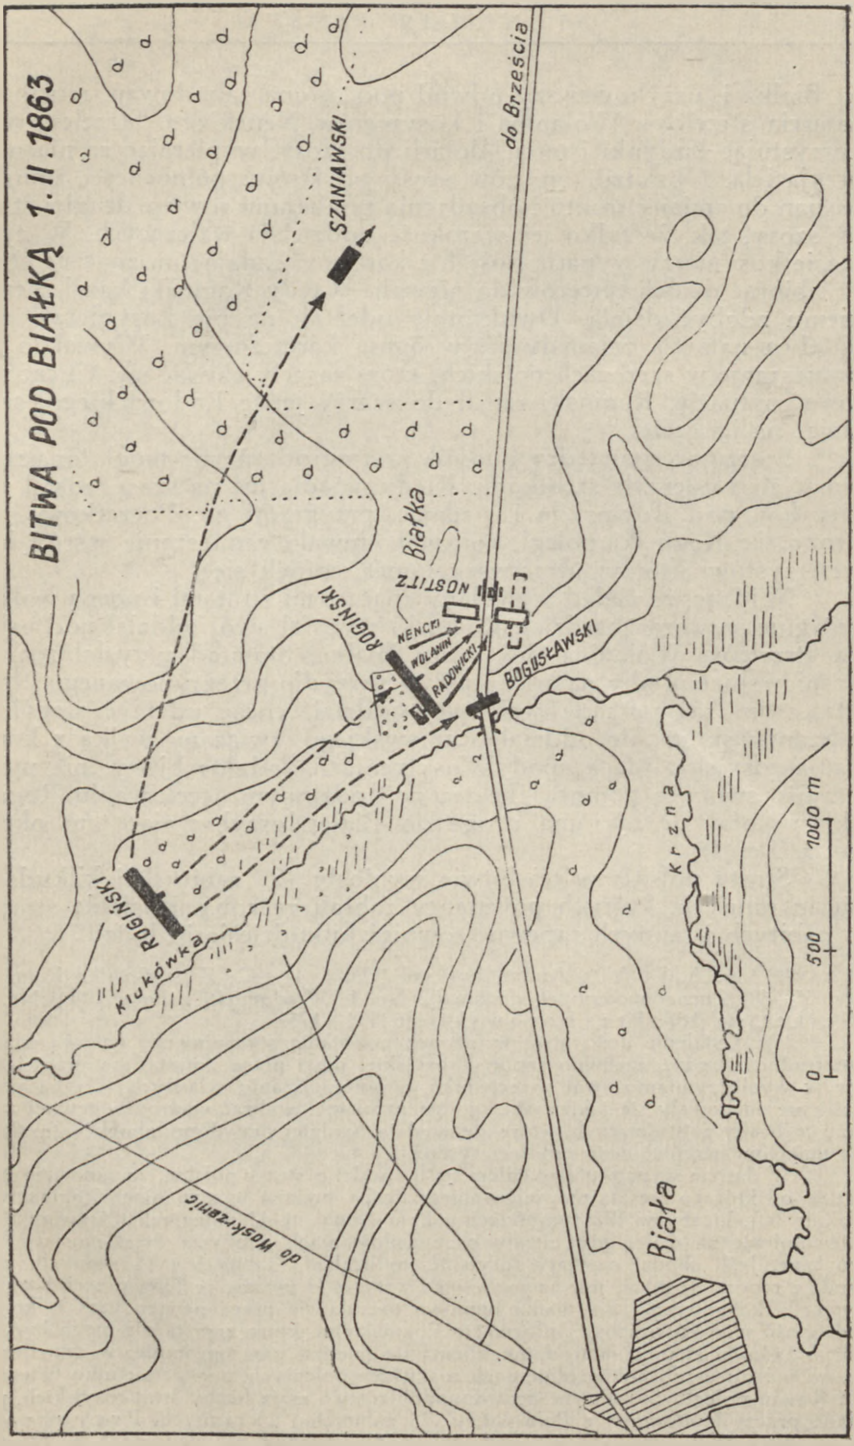 BITWA POD BIAŁKĄ 1.II.1863
SZANIAWSKI
do Brześcia
Białka
NOSTITZ
ROGIŃSKI
NENCKI
WOLANIN
RADOWICKI
BOGUSŁAWSKI
ROGIŃSKI
Klukówka
Krzna
do Woskrzenic
Biała
0 500 1000 m